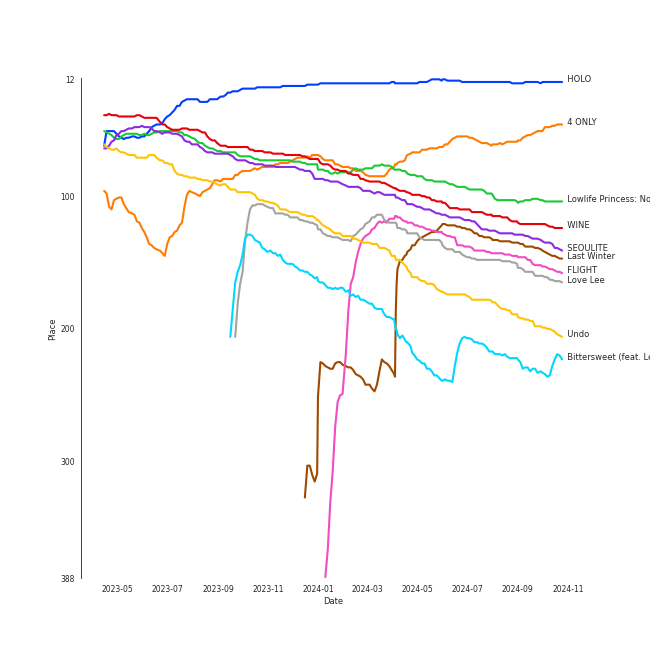 12
100
200
300
388
Place
2023-05
2023-07
2023-09
2023-11
2024-01
2024-03
2024-05
2024-07
2024-09
2024-11
Date
HOLO
4 ONLY
Lowlife Princess: No
WINE
SEOULITE
Last Winter
FLIGHT
Love Lee
Undo
Bittersweet (feat. Le